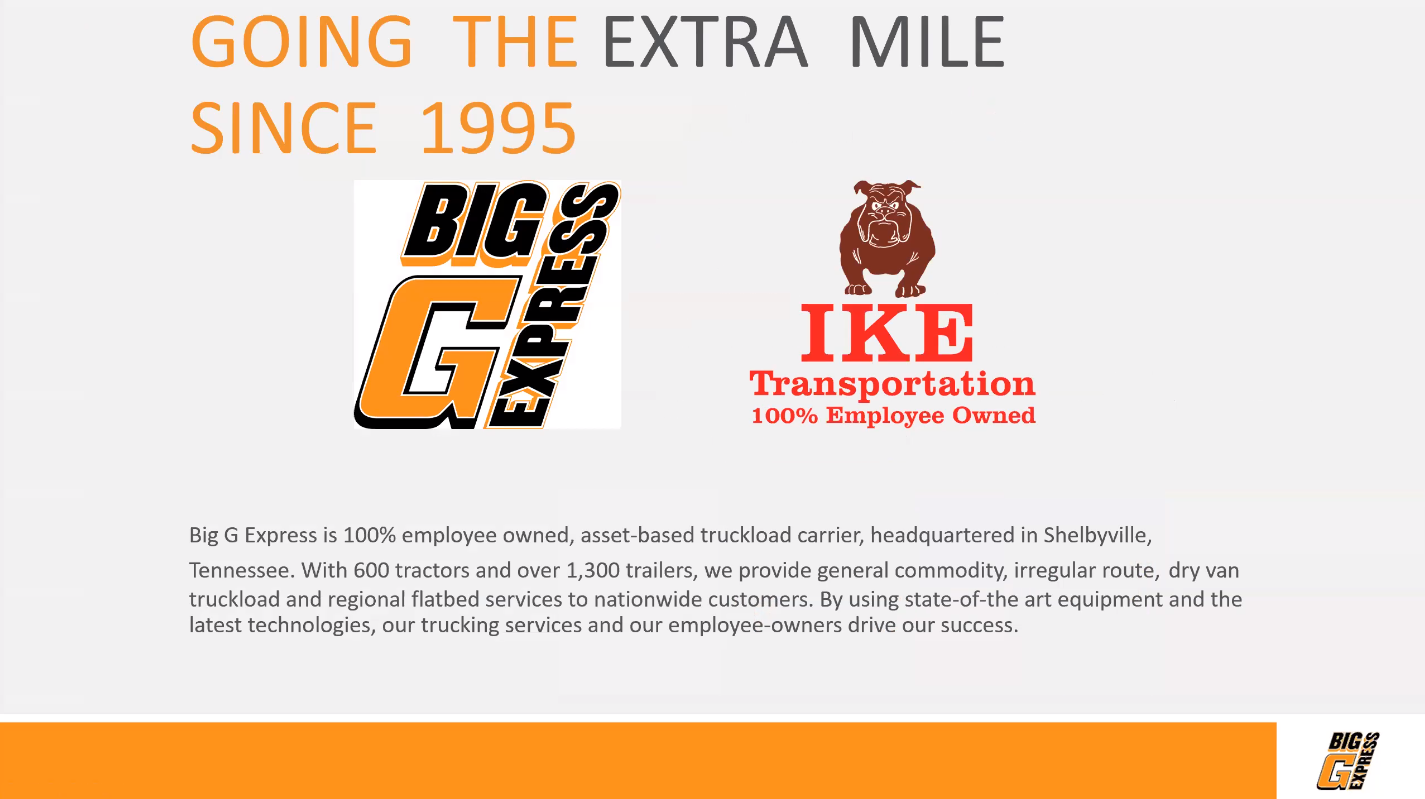 GOING THE EXTRA MILE
SINCE 1995
BIG
G
EXPRESS
IKE
Transportation
100% Employee Owned
Big G Express is 100% employee owned, asset-based truckload carrier, headquartered in Shelbyville,
Tennessee. With 600 tractors and over 1,300 trailers, we provide general commodity, irregular route, dry van
truckload and regional flatbed services to nationwide customers. By using state-of-the art equipment and the
latest technologies, our trucking services and our employee-owners drive our success.
BIG
G
EXPRESS